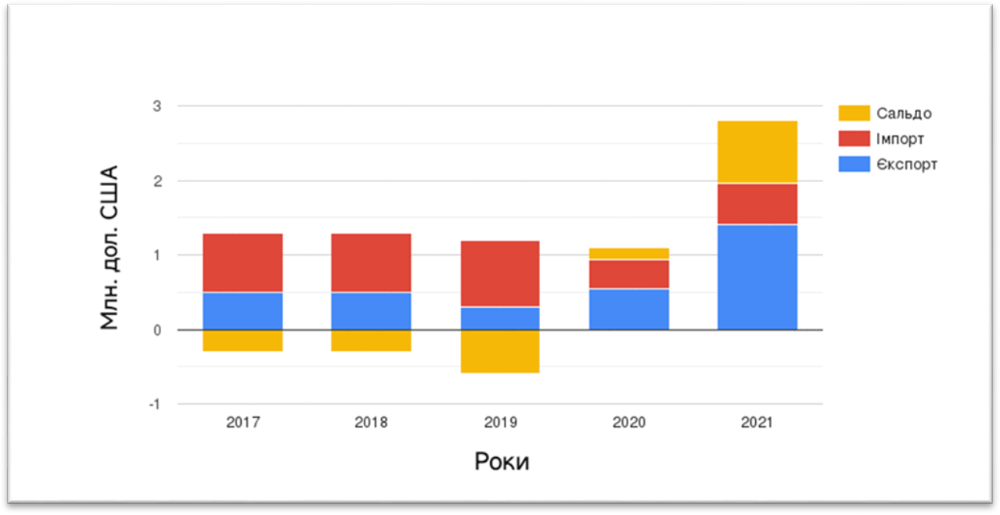 Млн. дол. США
3
2
1
0
-1
2017 2018 2019 2020 2021
Роки
Сальдо
Імпорт
Єкспорт